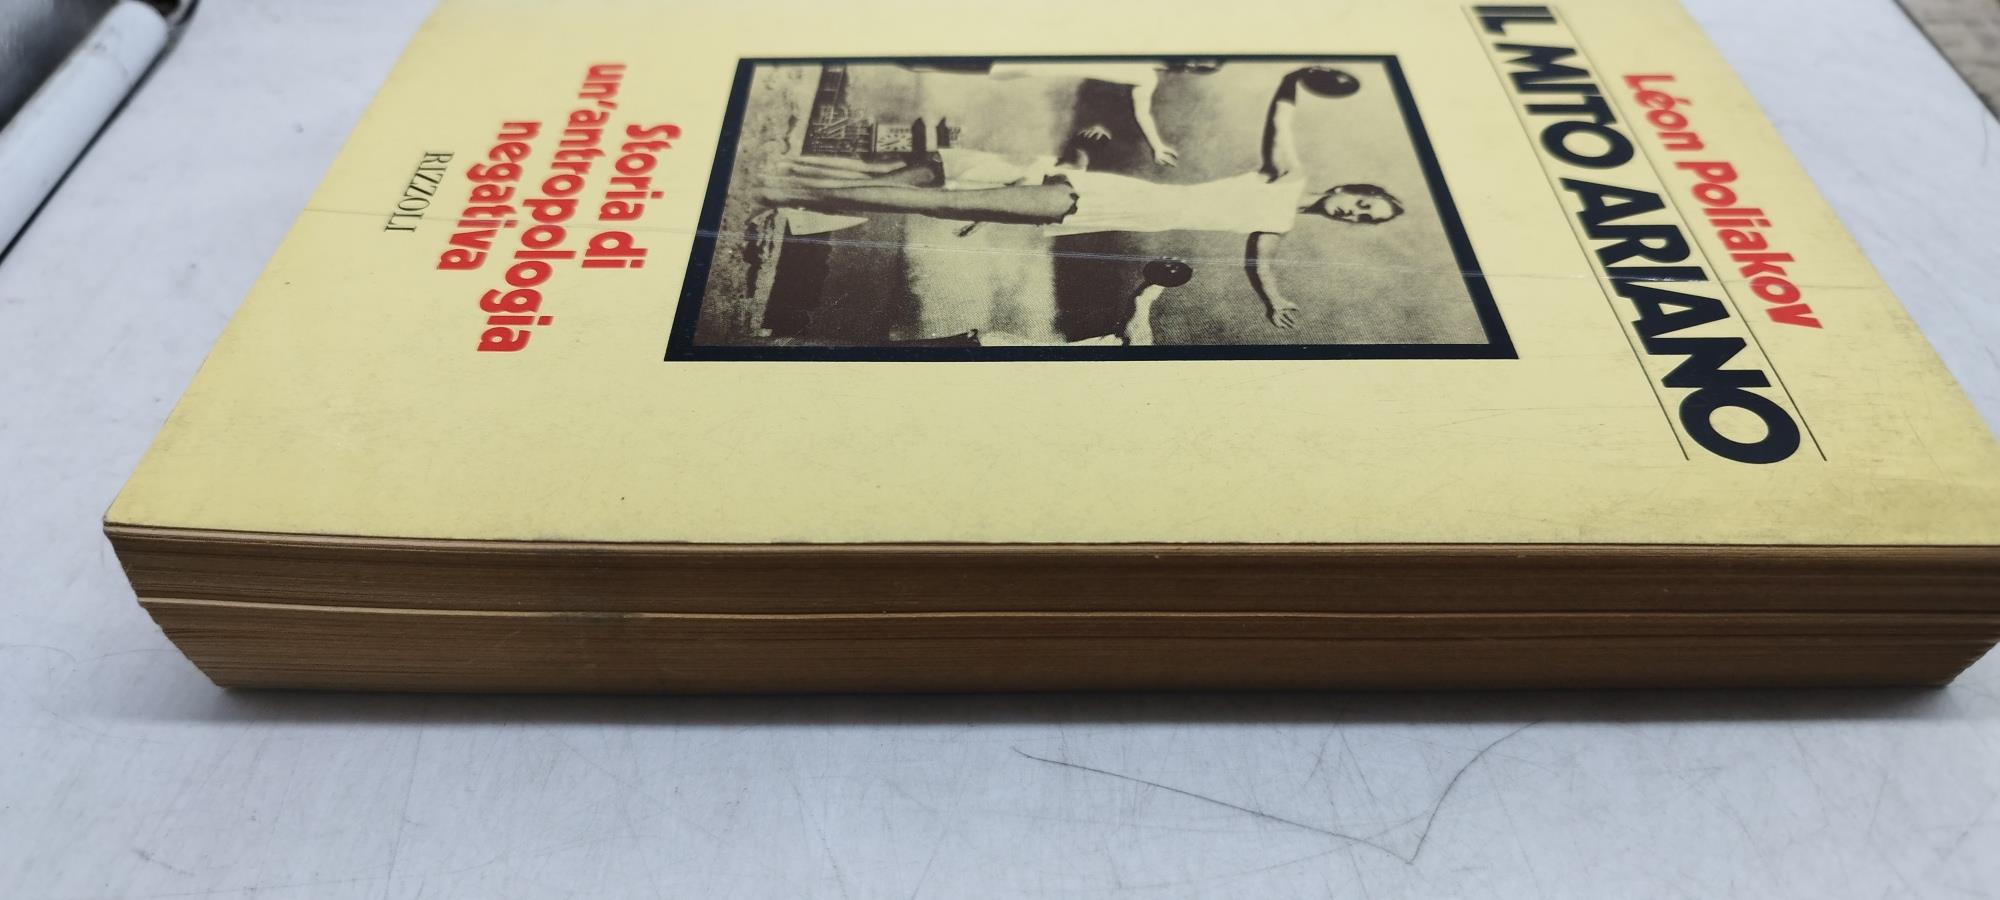 Léon Poliakov
IL MITO ARIANO
Storia di
un'antropologia
negativa
RIZZOLI